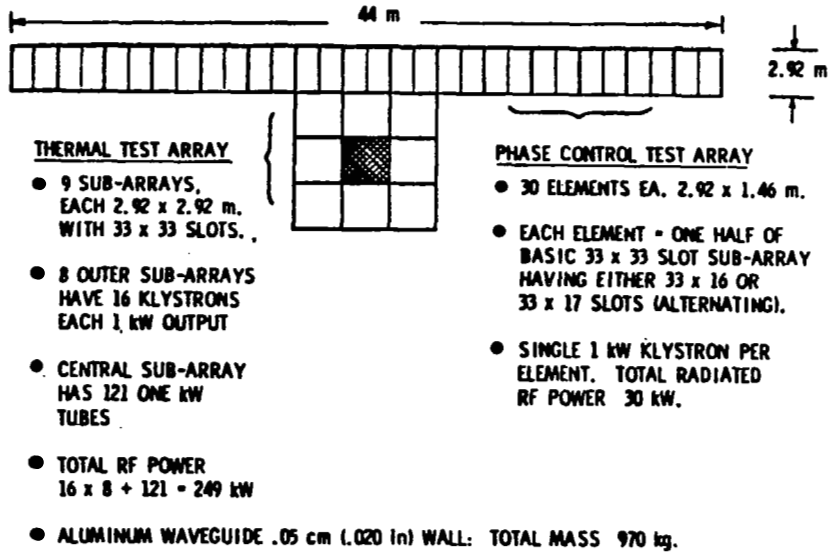 44 m
2.92 m
THERMAL TEST ARRAY
● 9 SUB-ARRAYS,
EACH 2.92 x 2.92 m.
WITH 33 x 33 SLOTS.
● 8 OUTER SUB-ARRAYS
HAVE 16 KLYSTRONS
EACH 1 kW OUTPUT
● CENTRAL SUB-ARRAY
HAS 121 ONE kW
TUBES
● TOTAL RF POWER
16 x 8 + 121 = 249 kW
● ALUMINUM WAVEGUIDE .05 cm (.020 in) WALL: TOTAL MASS 970 kg.
PHASE CONTROL TEST ARRAY
● 30 ELEMENTS EA. 2.92 x 1.46 m.
● EACH ELEMENT = ONE HALF OF
BASIC 33 x 33 SLOT SUB-ARRAY
HAVING EITHER 33 x 16 OR
33 x 17 SLOTS (ALTERNATING).
● SINGLE 1 kW KLYSTRON PER
ELEMENT. TOTAL RADIATED
RF POWER 30 kW.